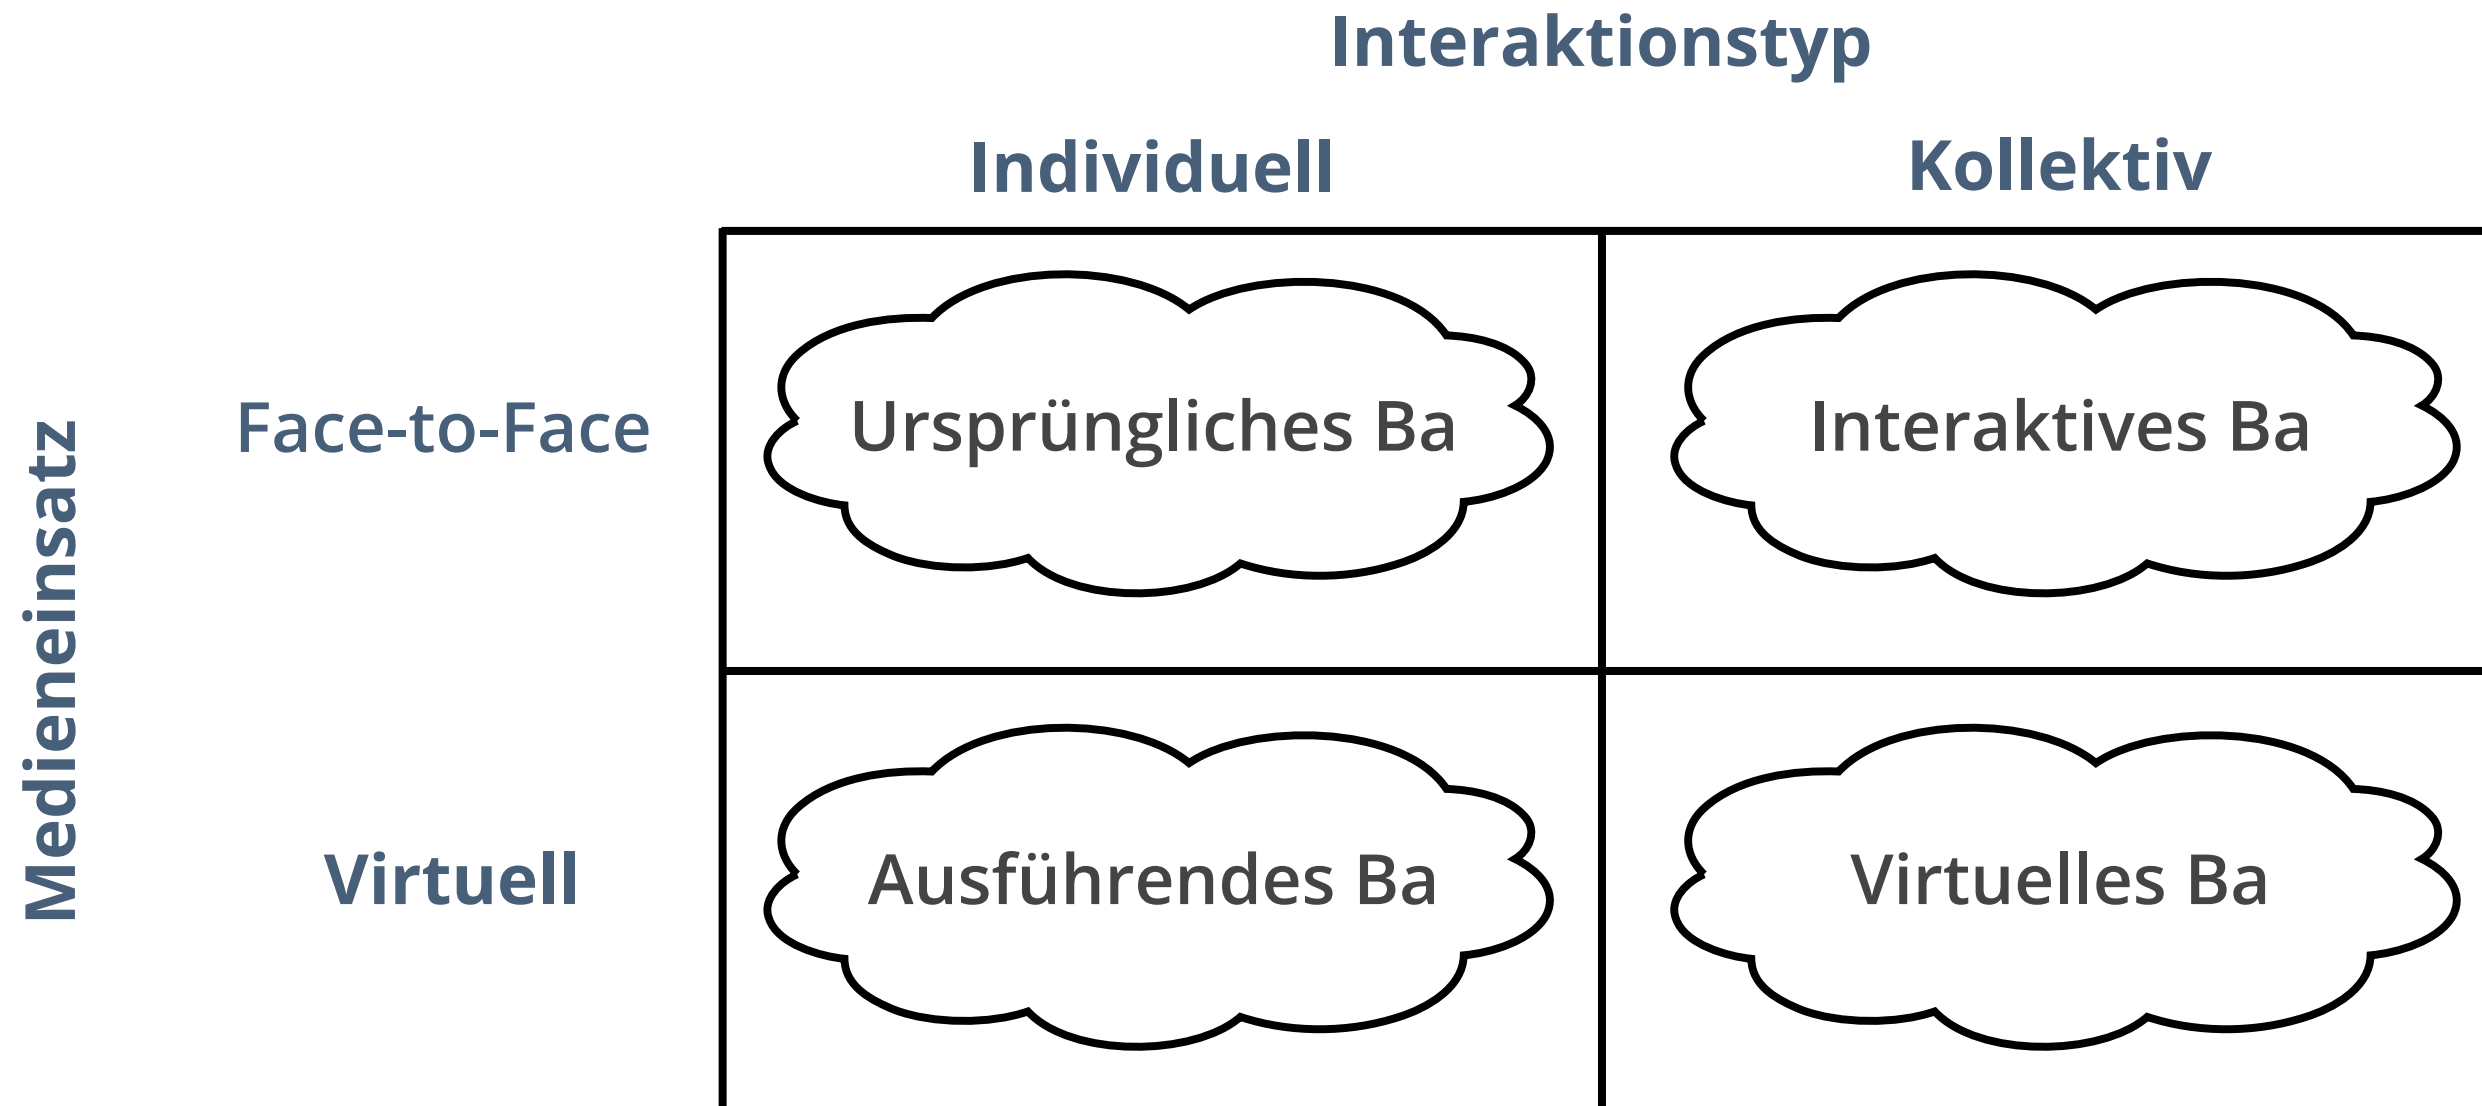 Interaktionstyp
Individuell
Kollektiv
Medieneinsatz
Face-to-Face
Ursprüngliches Ba
Interaktives Ba
Virtuell
Ausführendes Ba
Virtuelles Ba